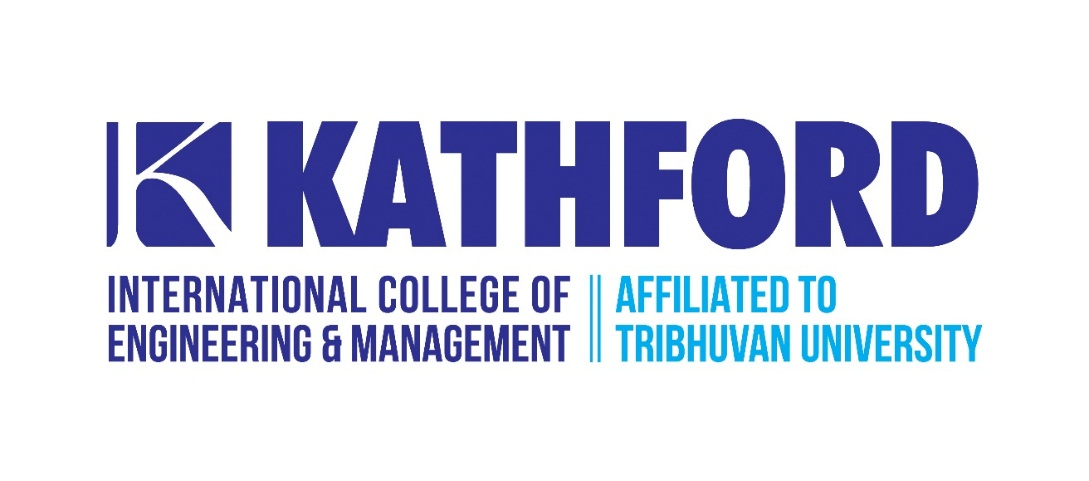 KATHFORD
INTERNATIONAL COLLEGE OF
ENGINEERING & MANAGEMENT
AFFILIATED TO
TRIBHUVAN UNIVERSITY